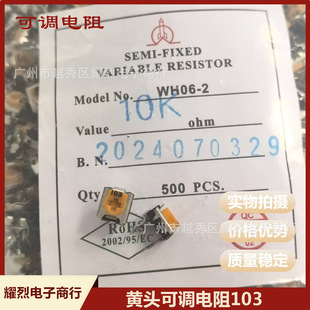 可调电阻
SEMI-FIXED
VARIABLE RESISTOR
Model No. WH06-2
10K
Value ohm
B. N. 2024070329
Qty 500 PCS.
RoHS
2002/95/EC
QC
02
实物拍摄
价格优势
质量稳定
耀烈电子商行
黄头可调电阻103